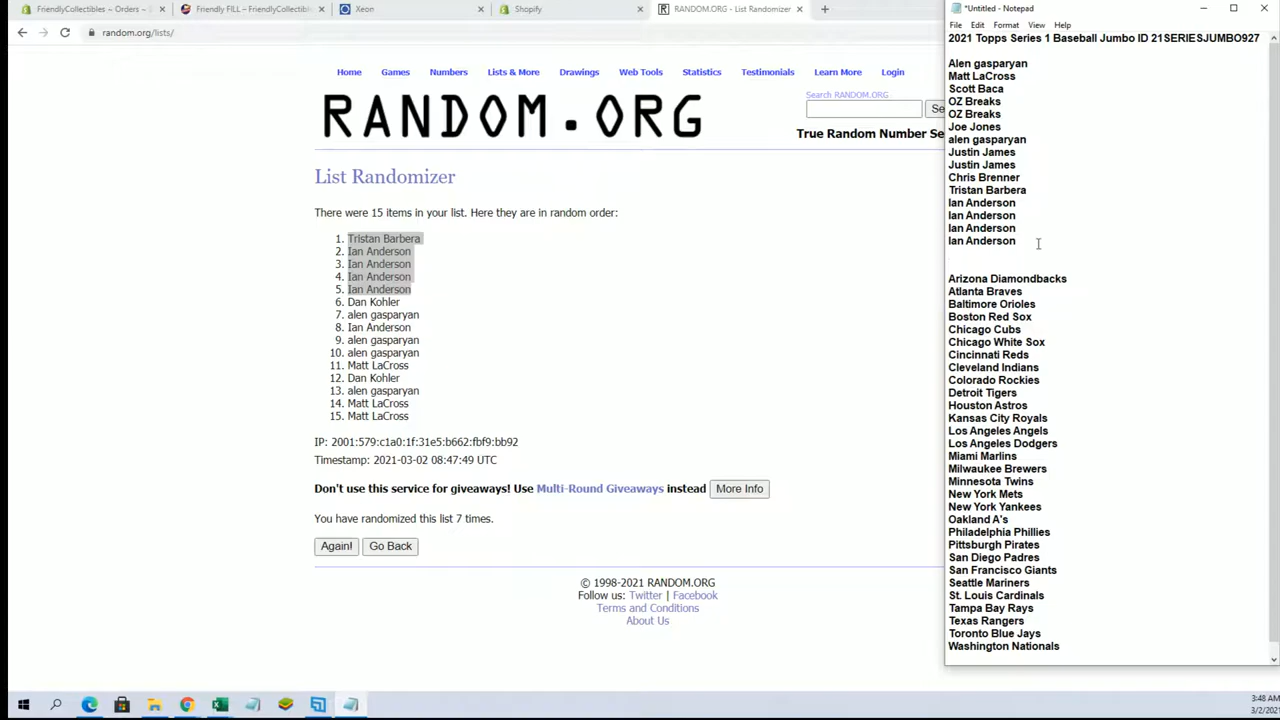 FriendlyCollectibles ~ Orders ~
Friendly FILL – FriendlyCollectibl
Xeon
Shopify
RANDOM.ORG - List Randomizer
random.org/lists/
Home Games Numbers Lists & More Drawings Web Tools Statistics Testimonials Learn More Login
RANDOM.ORG
Search RANDOM.ORG
Se
True Random Number Se
List Randomizer
There were 15 items in your list. Here they are in random order:
1. Tristan Barbera
2. Ian Anderson
3. Ian Anderson
4. Ian Anderson
5. Ian Anderson
6. Dan Kohler
7. alen gasparyan
8. Ian Anderson
9. alen gasparyan
10. alen gasparyan
11. Matt LaCross
12. Dan Kohler
13. alen gasparyan
14. Matt LaCross
15. Matt LaCross
IP: 2001:579:c1a0:1f:31e5:b662:fbf9:bb92
Timestamp: 2021-03-02 08:47:49 UTC
Don't use this service for giveaways! Use Multi-Round Giveaways instead More Info
You have randomized this list 7 times.
Again! Go Back
© 1998-2021 RANDOM.ORG
Follow us: Twitter | Facebook
Terms and Conditions
About Us
*Untitled - Notepad
File Edit Format View Help
2021 Topps Series 1 Baseball Jumbo ID 21SERIESJUMBO927
Alen gasparyan
Matt LaCross
Scott Baca
OZ Breaks
OZ Breaks
Joe Jones
alen gasparyan
Justin James
Justin James
Chris Brenner
Tristan Barbera
Ian Anderson
Ian Anderson
Ian Anderson
Ian Anderson
Arizona Diamondbacks
Atlanta Braves
Baltimore Orioles
Boston Red Sox
Chicago Cubs
Chicago White Sox
Cincinnati Reds
Cleveland Indians
Colorado Rockies
Detroit Tigers
Houston Astros
Kansas City Royals
Los Angeles Angels
Los Angeles Dodgers
Miami Marlins
Milwaukee Brewers
Minnesota Twins
New York Mets
New York Yankees
Oakland A's
Philadelphia Phillies
Pittsburgh Pirates
San Diego Padres
San Francisco Giants
Seattle Mariners
St. Louis Cardinals
Tampa Bay Rays
Texas Rangers
Toronto Blue Jays
Washington Nationals
3:48 AM
3/2/2021